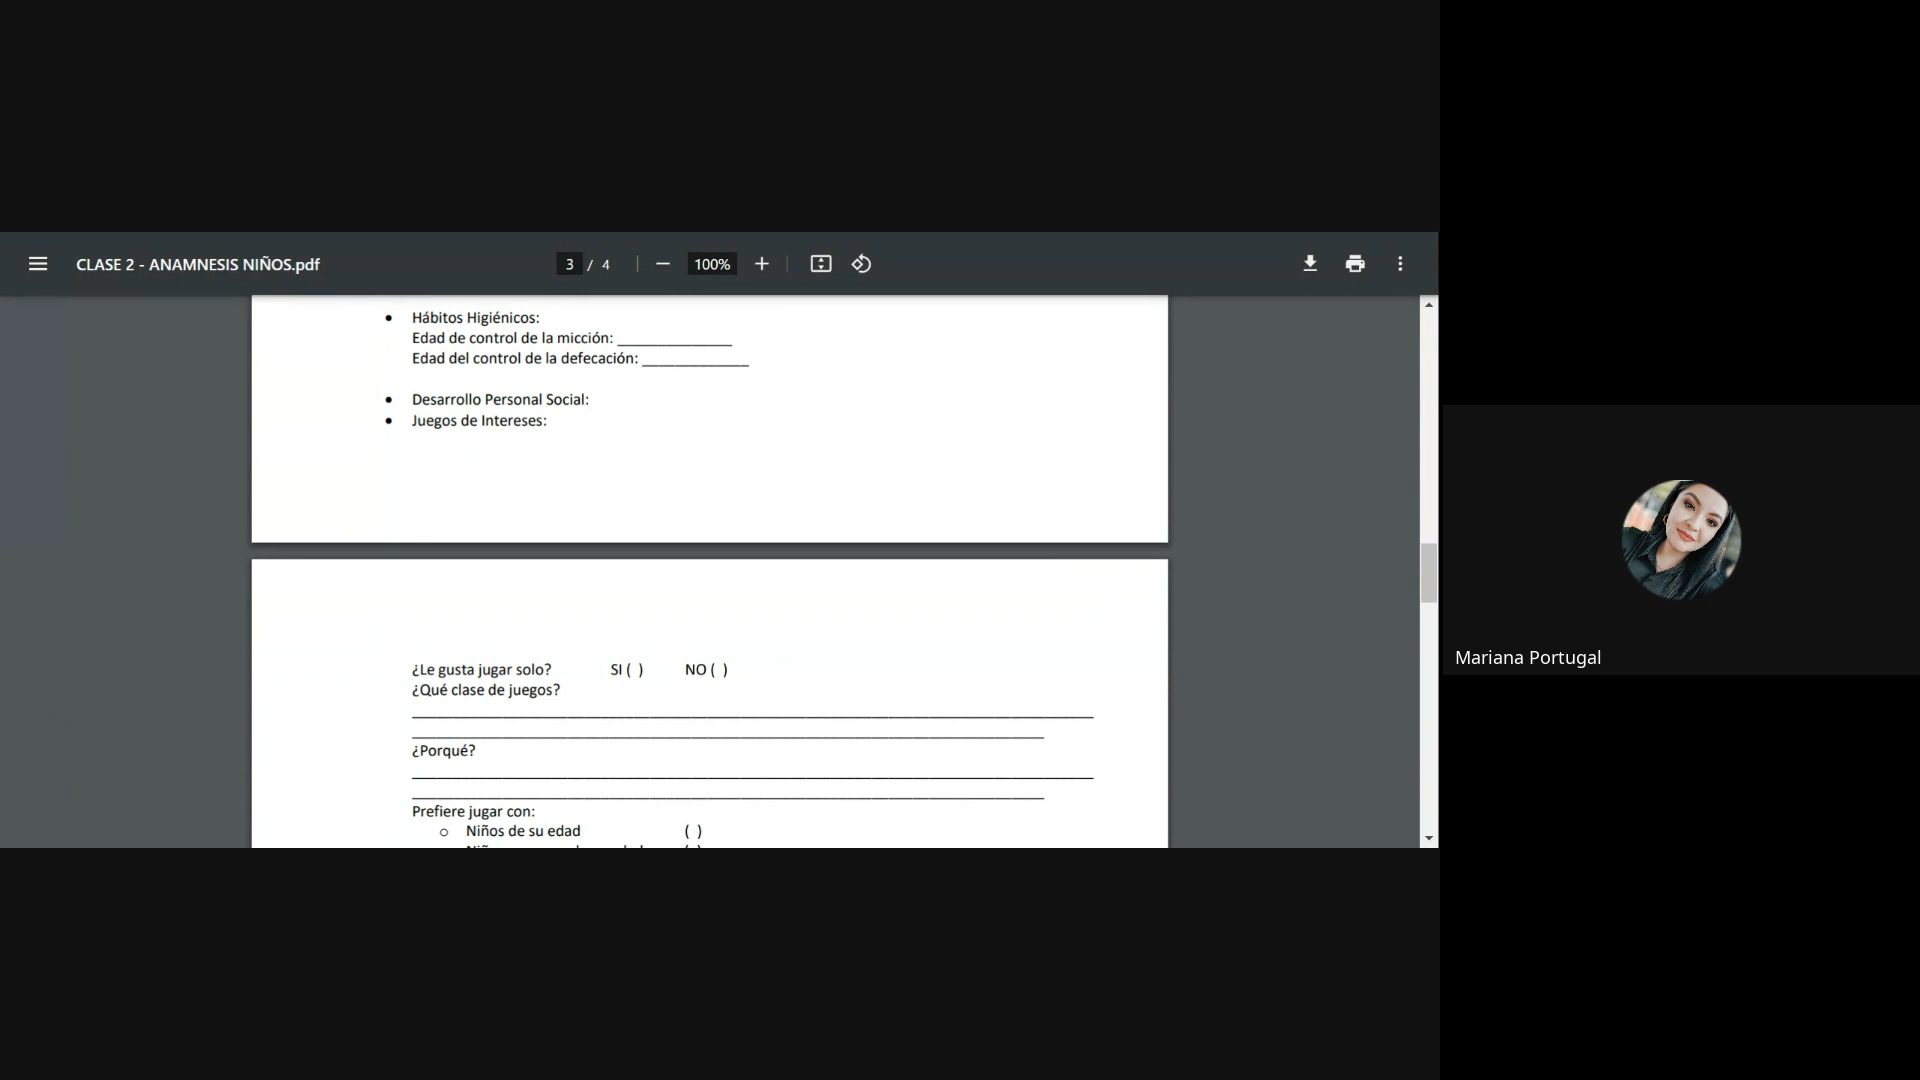 CLASE 2 - ANAMNESIS NIÑOS.pdf
3 / 4
100%
Hábitos Higiénicos:
Edad de control de la micción: ______________
Edad del control de la defecación: _____________
Desarrollo Personal Social:
Juegos de Intereses:
¿Le gusta jugar solo? SI ( ) NO ( )
¿Qué clase de juegos?
¿Porqué?
Prefiere jugar con:
Niños de su edad ( )
Mariana Portugal